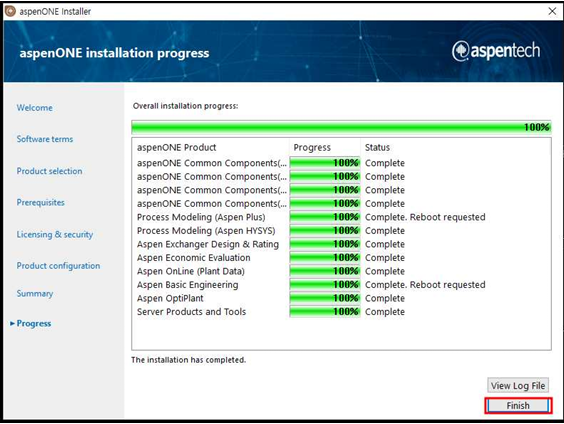 aspenONE Installer
aspenONE installation progress
aspentech
Welcome
Software terms
Product selection
Prerequisites
Licensing & security
Product configuration
Summary
Progress
Overall installation progress:
100%
aspenONE Product Progress Status
aspenONE Common Components(... 100% Complete
aspenONE Common Components(... 100% Complete
aspenONE Common Components(... 100% Complete
aspenONE Common Components(... 100% Complete
Process Modeling (Aspen Plus) 100% Complete. Reboot requested
Process Modeling (Aspen HYSYS) 100% Complete
Aspen Exchanger Design & Rating 100% Complete
Aspen Economic Evaluation 100% Complete
Aspen OnLine (Plant Data) 100% Complete
Aspen Basic Engineering 100% Complete. Reboot requested
Aspen OptiPlant 100% Complete
Server Products and Tools 100% Complete
The installation has completed.
View Log File
Finish